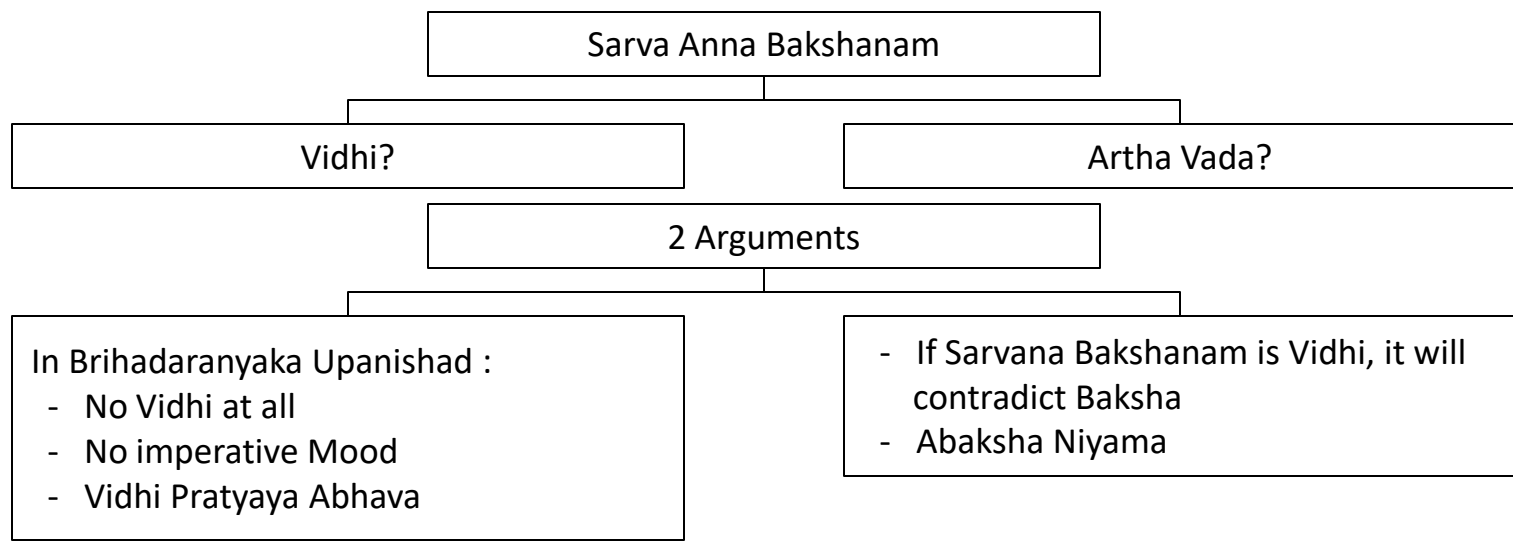 Sarva Anna Bakshanam
Vidhi?
Artha Vada?
2 Arguments
In Brihadaranyaka Upanishad :
- No Vidhi at all
- No imperative Mood
- Vidhi Pratyaya Abhava
- If Sarvana Bakshanam is Vidhi, it will
contradict Baksha
- Abaksha Niyama